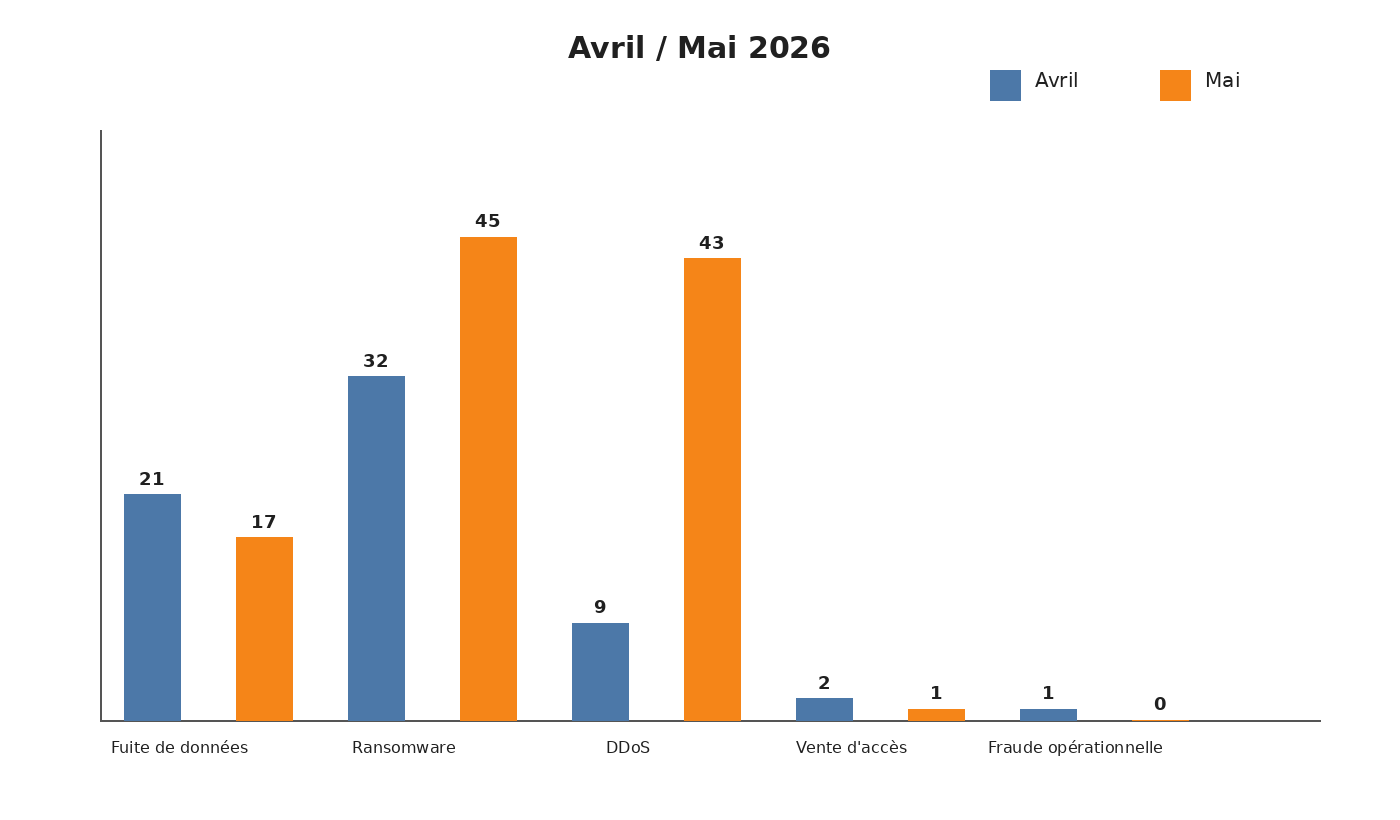 Avril / Mai 2026
Avril
Mai
45
43
32
21
17
9
2
1
1
0
Fuite de données
Ransomware
DDoS
Vente d'accès
Fraude opérationnelle